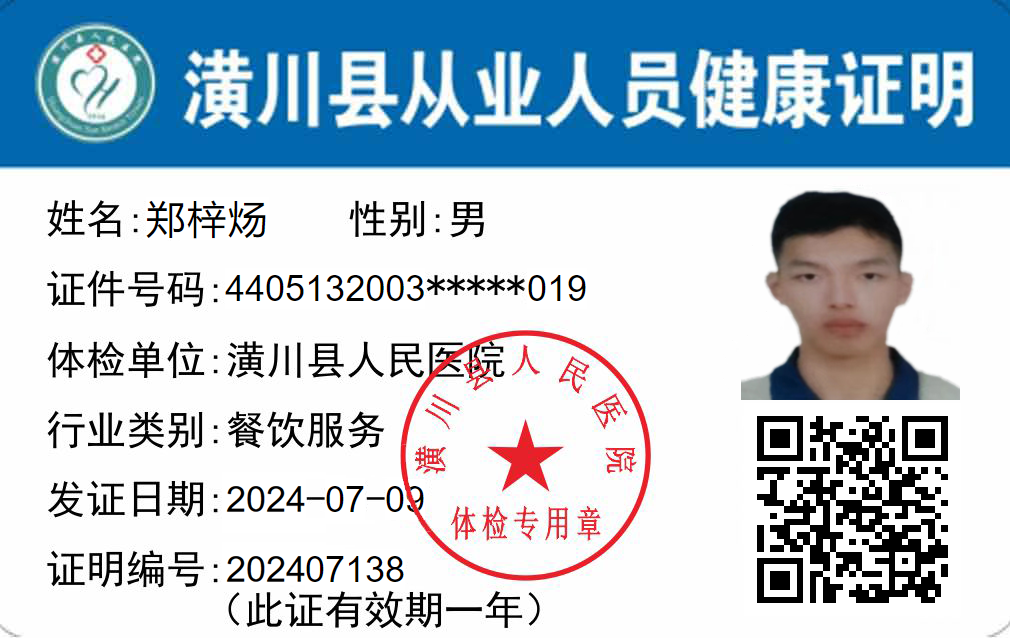 潢川县从业人员健康证明
姓名:郑梓炀 性别:男
证件号码:4405132003*****019
体检单位:潢川县人民医院
行业类别:餐饮服务
发证日期:2024-07-09
证明编号:202407138
（此证有效期一年）
潢川县人民医院
体检专用章